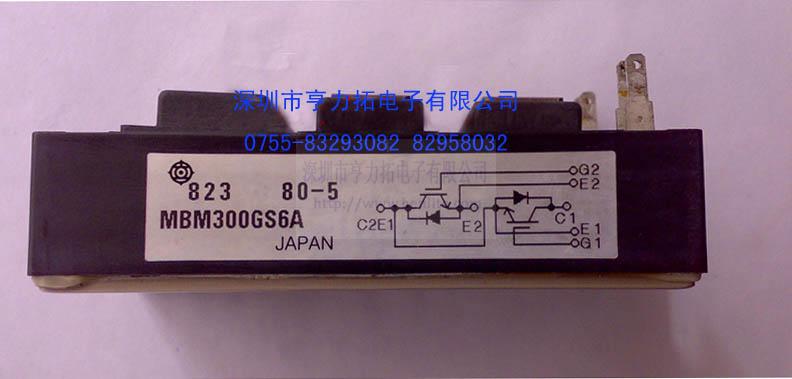 深圳市亨力拓电子有限公司
0755-83293082 82958032
深圳市亨力拓电子有限公司
823 80-5
MBM300GS6A
JAPAN
G2
E2
C2E1
E2
C1
E1
G1